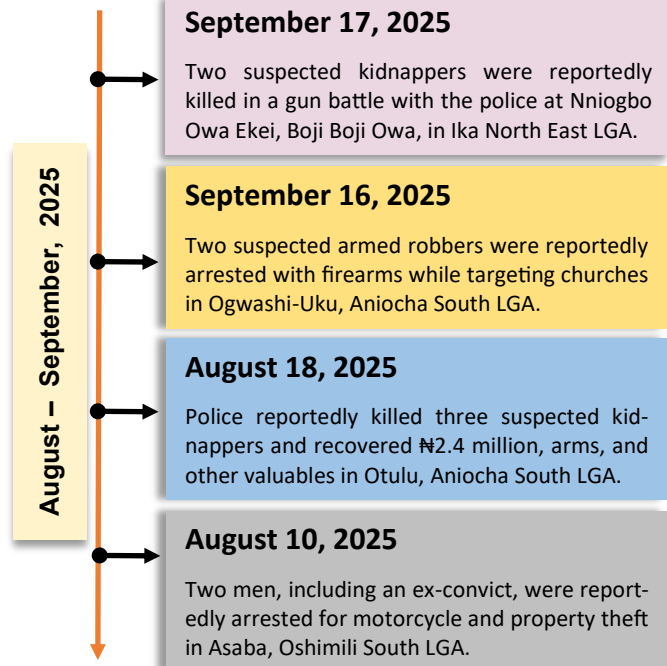 August – September, 2025
September 17, 2025
Two suspected kidnappers were reportedly
killed in a gun battle with the police at Nniogbo
Owa Ekei, Boji Boji Owa, in Ika North East LGA.
September 16, 2025
Two suspected armed robbers were reportedly
arrested with firearms while targeting churches
in Ogwashi-Uku, Aniocha South LGA.
August 18, 2025
Police reportedly killed three suspected kid-
nappers and recovered ₦2.4 million, arms, and
other valuables in Otulu, Aniocha South LGA.
August 10, 2025
Two men, including an ex-convict, were report-
edly arrested for motorcycle and property theft
in Asaba, Oshimili South LGA.